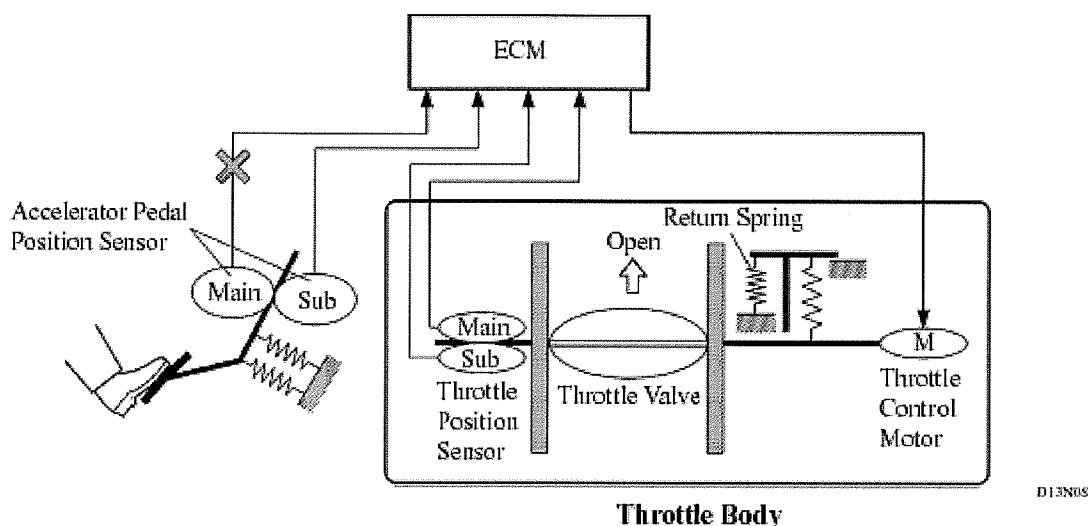 ECM
Accelerator Pedal
Position Sensor
Main
Sub
Return Spring
Open
Main
Sub
Throttle
Position
Sensor
Throttle Valve
M
Throttle
Control
Motor
Throttle Body